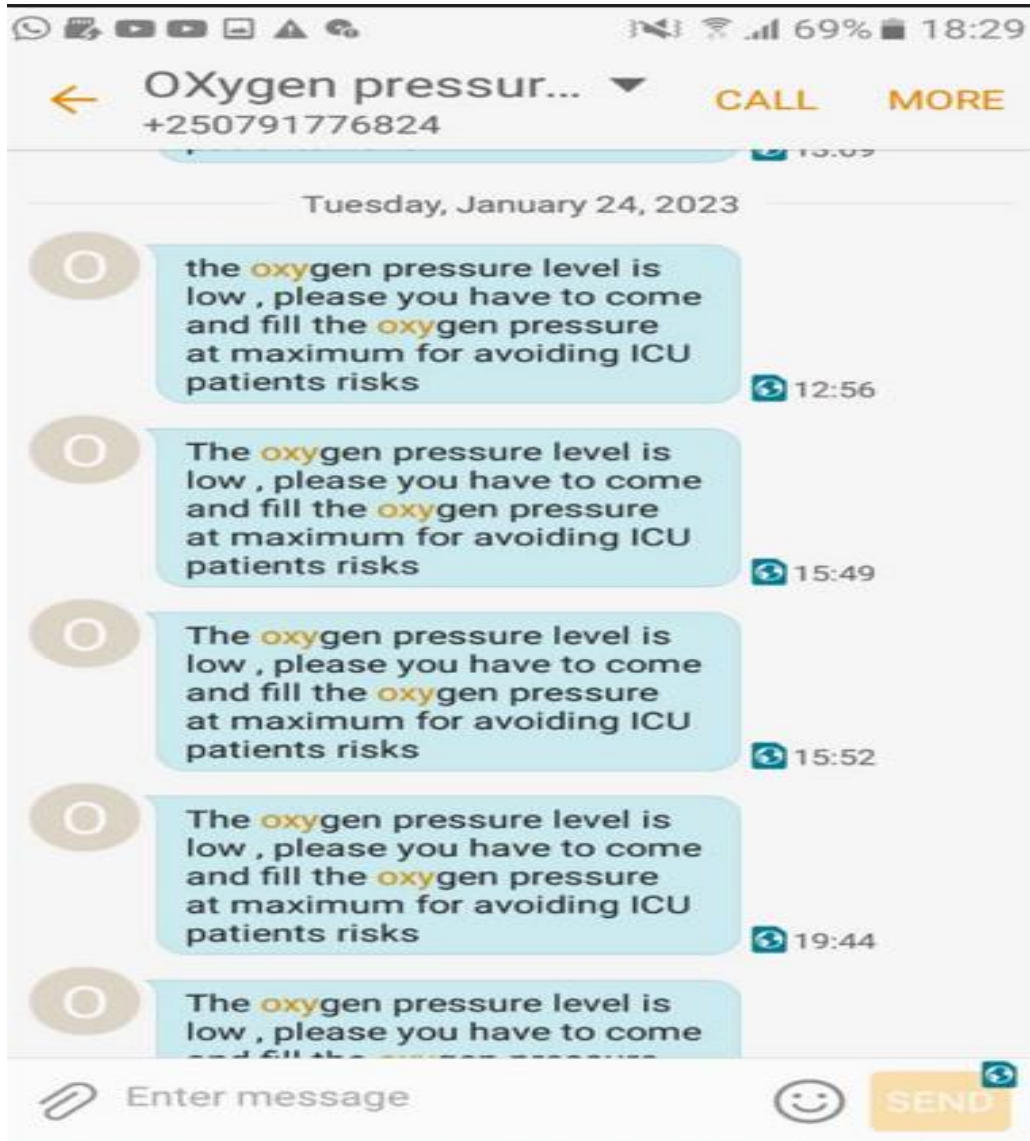 69% 18:29
OXygen pressur... CALL MORE
+250791776824
Tuesday, January 24, 2023
O
the oxygen pressure level is
low , please you have to come
and fill the oxygen pressure
at maximum for avoiding ICU
patients risks
12:56
O
The oxygen pressure level is
low , please you have to come
and fill the oxygen pressure
at maximum for avoiding ICU
patients risks
15:49
O
The oxygen pressure level is
low , please you have to come
and fill the oxygen pressure
at maximum for avoiding ICU
patients risks
15:52
O
The oxygen pressure level is
low , please you have to come
and fill the oxygen pressure
at maximum for avoiding ICU
patients risks
19:44
O
The oxygen pressure level is
low , please you have to come
Enter message SEND